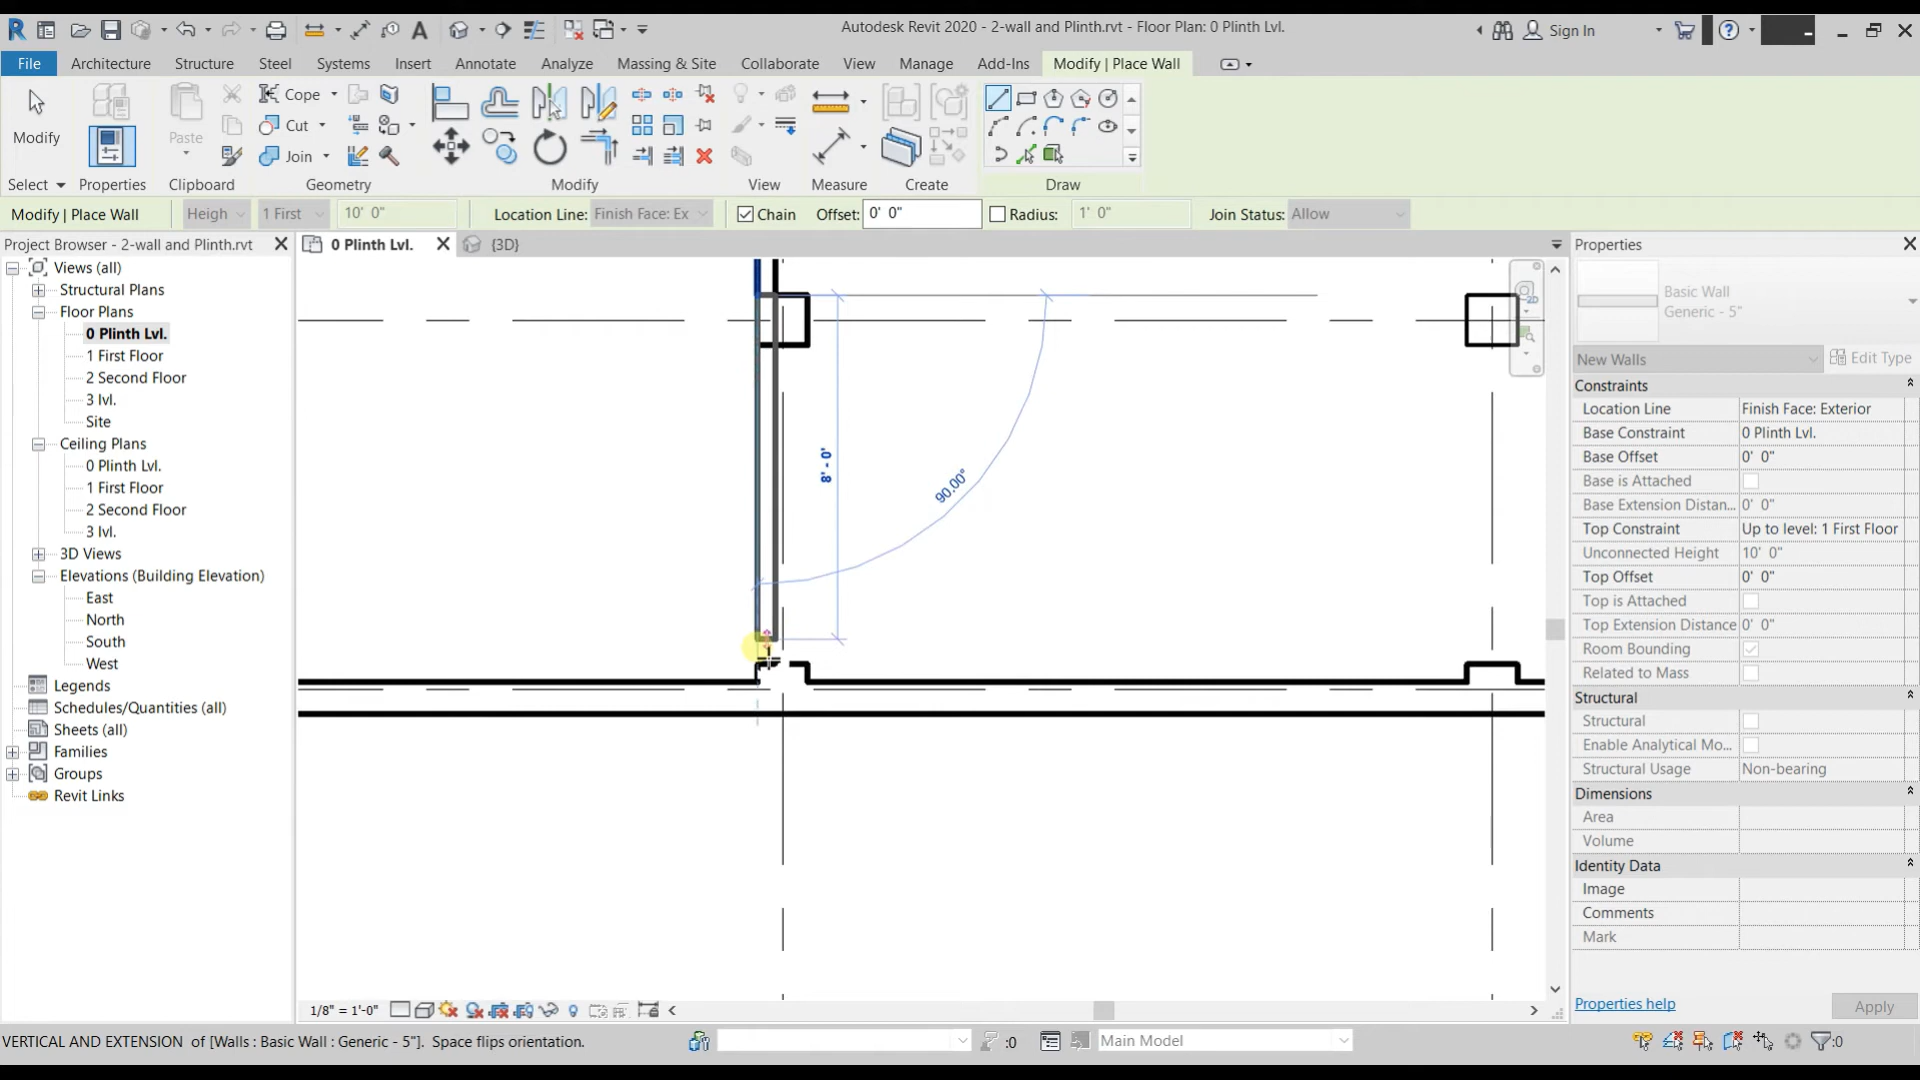 Autodesk Revit 2020 - 2-wall and Plinth.rvt - Floor Plan: 0 Plinth Lvl.
Sign In
File Architecture Structure Steel Systems Insert Annotate Analyze Massing & Site Collaborate View Manage Add-Ins Modify | Place Wall
Modify
Paste
Cope
Cut
Join
Select Properties Clipboard Geometry Modify View Measure Create Draw
Modify | Place Wall Heigh 1 First 10' 0" Location Line: Finish Face: Ex Chain Offset: 0' 0" Radius: 1' 0" Join Status: Allow
Project Browser - 2-wall and Plinth.rvt
Views (all)
Structural Plans
Floor Plans
0 Plinth Lvl.
1 First Floor
2 Second Floor
3 lvl.
Site
Ceiling Plans
0 Plinth Lvl.
1 First Floor
2 Second Floor
3 lvl.
3D Views
Elevations (Building Elevation)
East
North
South
West
Legends
Schedules/Quantities (all)
Sheets (all)
Families
Groups
Revit Links
0 Plinth Lvl.
{3D}
2D
8' - 0"
90.00°
1/8" = 1'-0"
Properties
Basic Wall
Generic - 5"
New Walls
Edit Type
Constraints
Location Line Finish Face: Exterior
Base Constraint 0 Plinth Lvl.
Base Offset 0' 0"
Base is Attached
Base Extension Distan... 0' 0"
Top Constraint Up to level: 1 First Floor
Unconnected Height 10' 0"
Top Offset 0' 0"
Top is Attached
Top Extension Distance 0' 0"
Room Bounding
Related to Mass
Structural
Structural
Enable Analytical Mo...
Structural Usage Non-bearing
Dimensions
Area
Volume
Identity Data
Image
Comments
Mark
Properties help
Apply
VERTICAL AND EXTENSION of [Walls : Basic Wall : Generic - 5"]. Space flips orientation.
:0
Main Model
:0